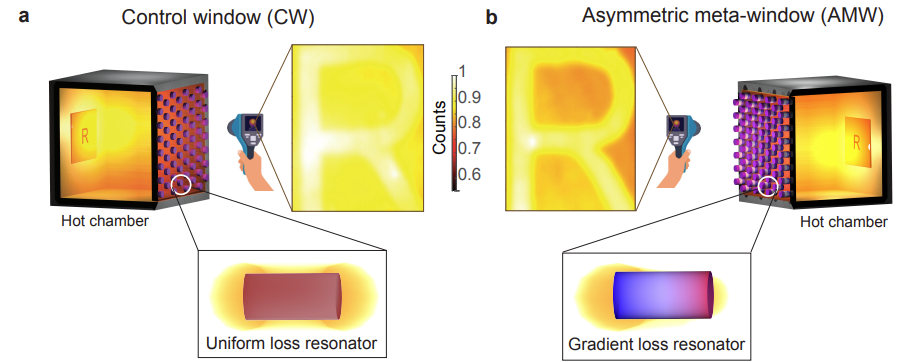 a
Control window (CW)
R
Hot chamber
R
1
0.9
0.8
0.7
0.6
Counts
Uniform loss resonator
b
Asymmetric meta-window (AMW)
R
R
Hot chamber
Gradient loss resonator